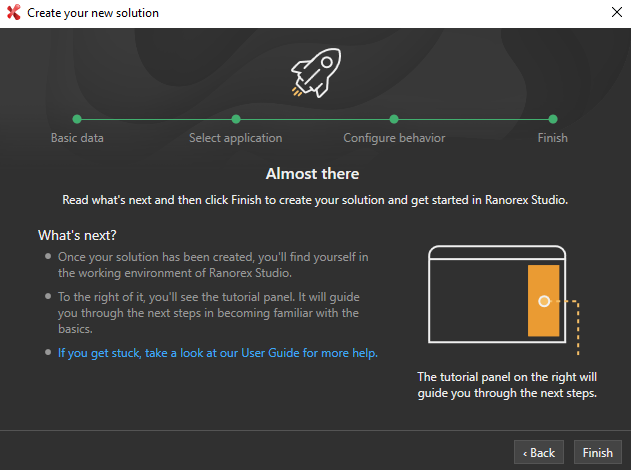 Create your new solution
Basic data
Select application
Configure behavior
Finish
Almost there
Read what's next and then click Finish to create your solution and get started in Ranorex Studio.
What's next?
Once your solution has been created, you'll find yourself in
the working environment of Ranorex Studio.
To the right of it, you'll see the tutorial panel. It will guide
you through the next steps in becoming familiar with the
basics.
If you get stuck, take a look at our User Guide for more help.
The tutorial panel on the right will
guide you through the next steps.
‹ Back
Finish